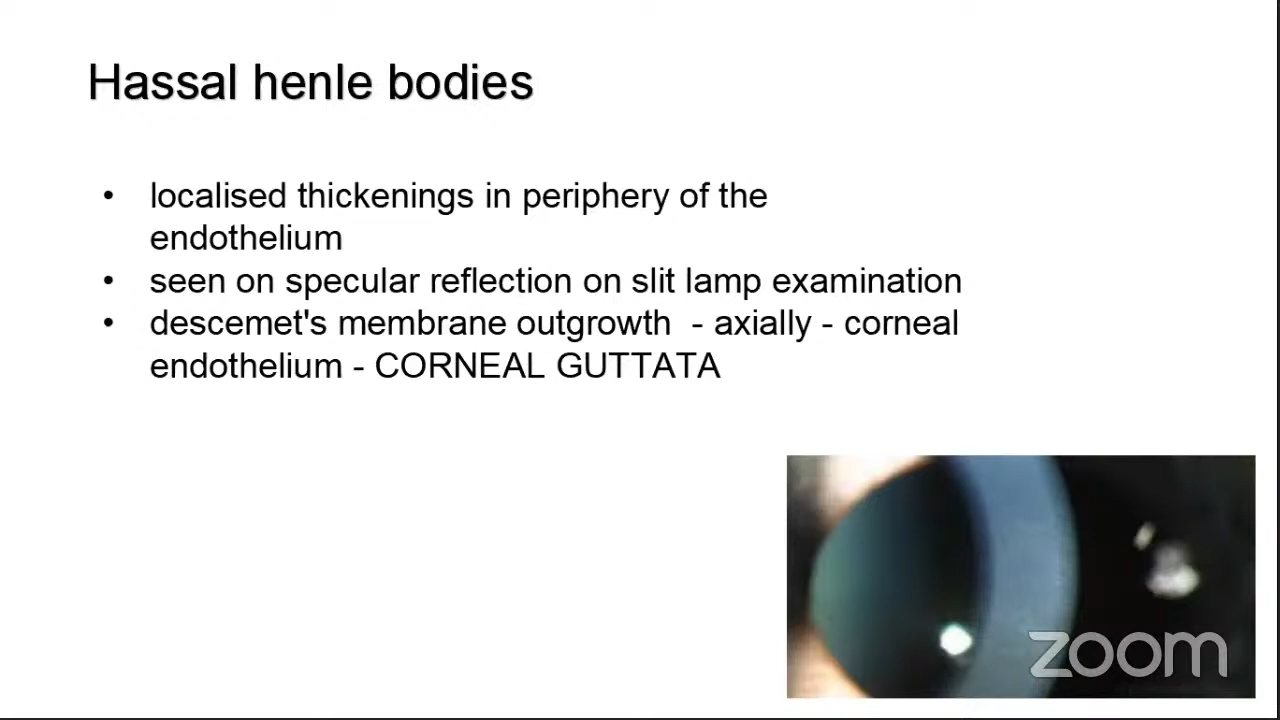 Hassal henle bodies
• localised thickenings in periphery of the
endothelium
• seen on specular reflection on slit lamp examination
• descemet's membrane outgrowth - axially - corneal
endothelium - CORNEAL GUTTATA
zoom